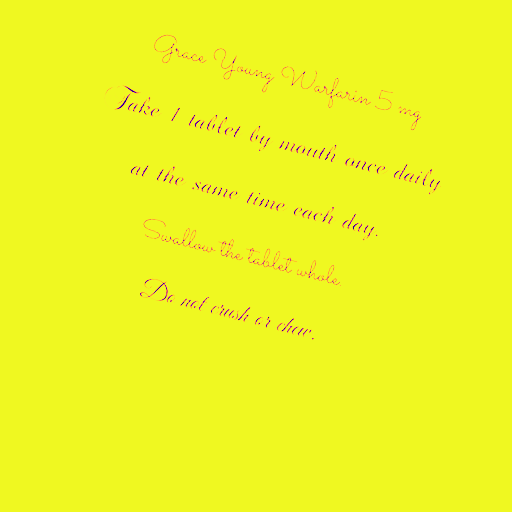 Grace Young Warfarin 5 mg
Take 1 tablet by mouth once daily
at the same time each day.
Swallow the tablet whole.
Do not crush or chew.